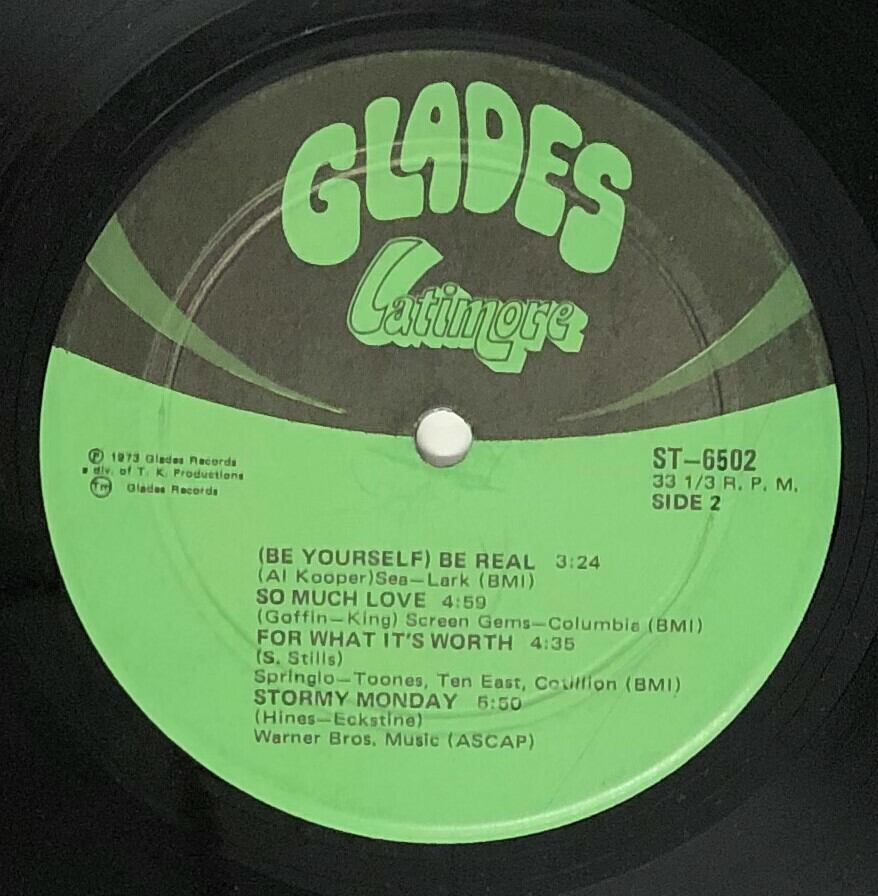 GLADES
Latimore
Ⓟ 1973 Glades Records
a div. of T. K. Productions
Tm Glades Records
ST-6502
33 1/3 R. P. M.
SIDE 2
(BE YOURSELF) BE REAL 3:24
(Al Kooper)Sea-Lark (BMI)
SO MUCH LOVE 4:59
(Goffin-King) Screen Gems-Columbia (BMI)
FOR WHAT IT'S WORTH 4:35
(S. Stills)
Springlo-Toones, Ten East, Cotillion (BMI)
STORMY MONDAY 5:50
(Hines-Eckstine)
Warner Bros. Music (ASCAP)